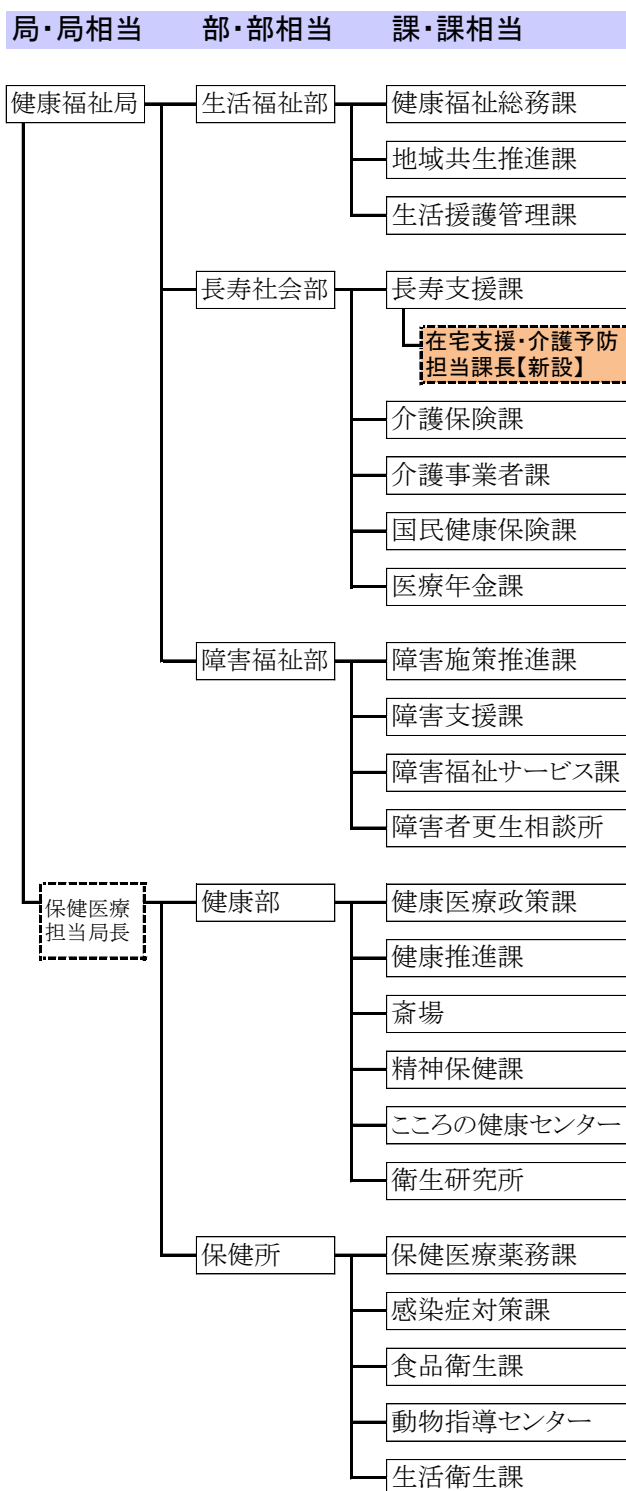 局・局相当 部・部相当 課・課相当
健康福祉局 生活福祉部 健康福祉総務課
地域共生推進課
生活援護管理課
長寿社会部 長寿支援課
在宅支援・介護予防
担当課長【新設】
介護保険課
介護事業者課
国民健康保険課
医療年金課
障害福祉部 障害施策推進課
障害支援課
障害福祉サービス課
障害者更生相談所
保健医療
担当局長
健康部 健康医療政策課
健康推進課
斎場
精神保健課
こころの健康センター
衛生研究所
保健所 保健医療薬務課
感染症対策課
食品衛生課
動物指導センター
生活衛生課